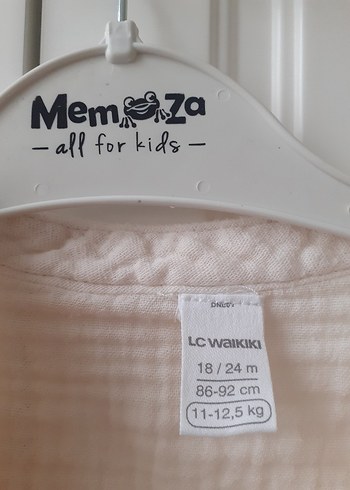 Memoza
— all for kids —
LC WAIKIKI
18 / 24 m
86-92 cm
11-12,5 kg